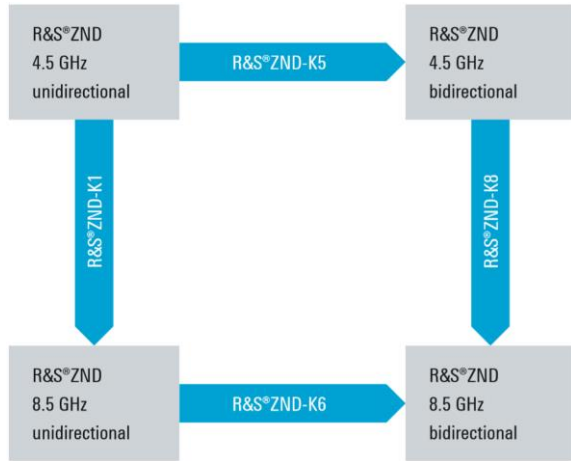 R&S®ZND
4.5 GHz
unidirectional
R&S®ZND-K5
R&S®ZND
4.5 GHz
bidirectional
R&S®ZND-K1
R&S®ZND-K8
R&S®ZND
8.5 GHz
unidirectional
R&S®ZND-K6
R&S®ZND
8.5 GHz
bidirectional